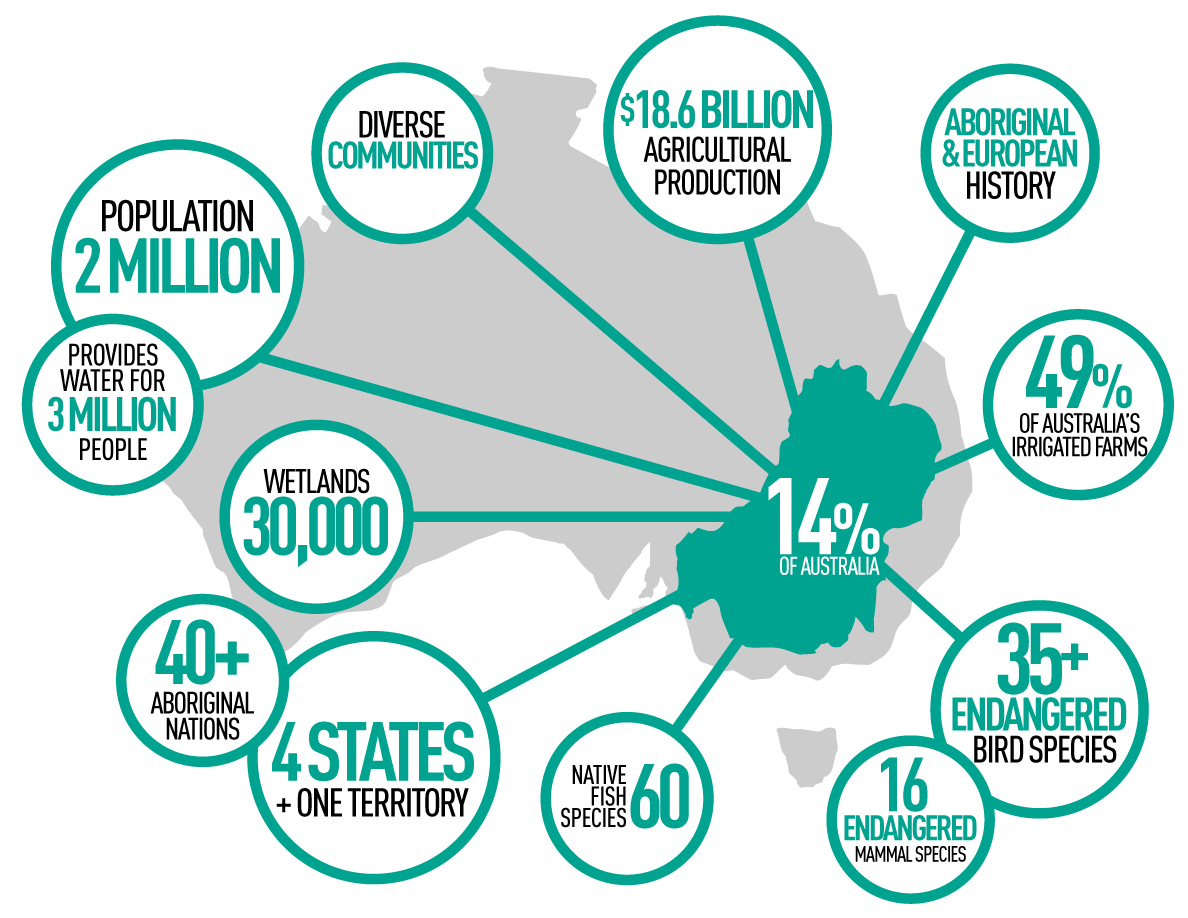 DIVERSE
COMMUNITIES
$18.6 BILLION
AGRICULTURAL
PRODUCTION
ABORIGINAL
& EUROPEAN
HISTORY
POPULATION
2 MILLION
PROVIDES
WATER FOR
3 MILLION
PEOPLE
49%
OF AUSTRALIA'S
IRRIGATED FARMS
WETLANDS
30,000
14%
OF AUSTRALIA
40+
ABORIGINAL
NATIONS
4 STATES
+ ONE TERRITORY
NATIVE
FISH
SPECIES
60
35+
ENDANGERED
BIRD SPECIES
16
ENDANGERED
MAMMAL SPECIES